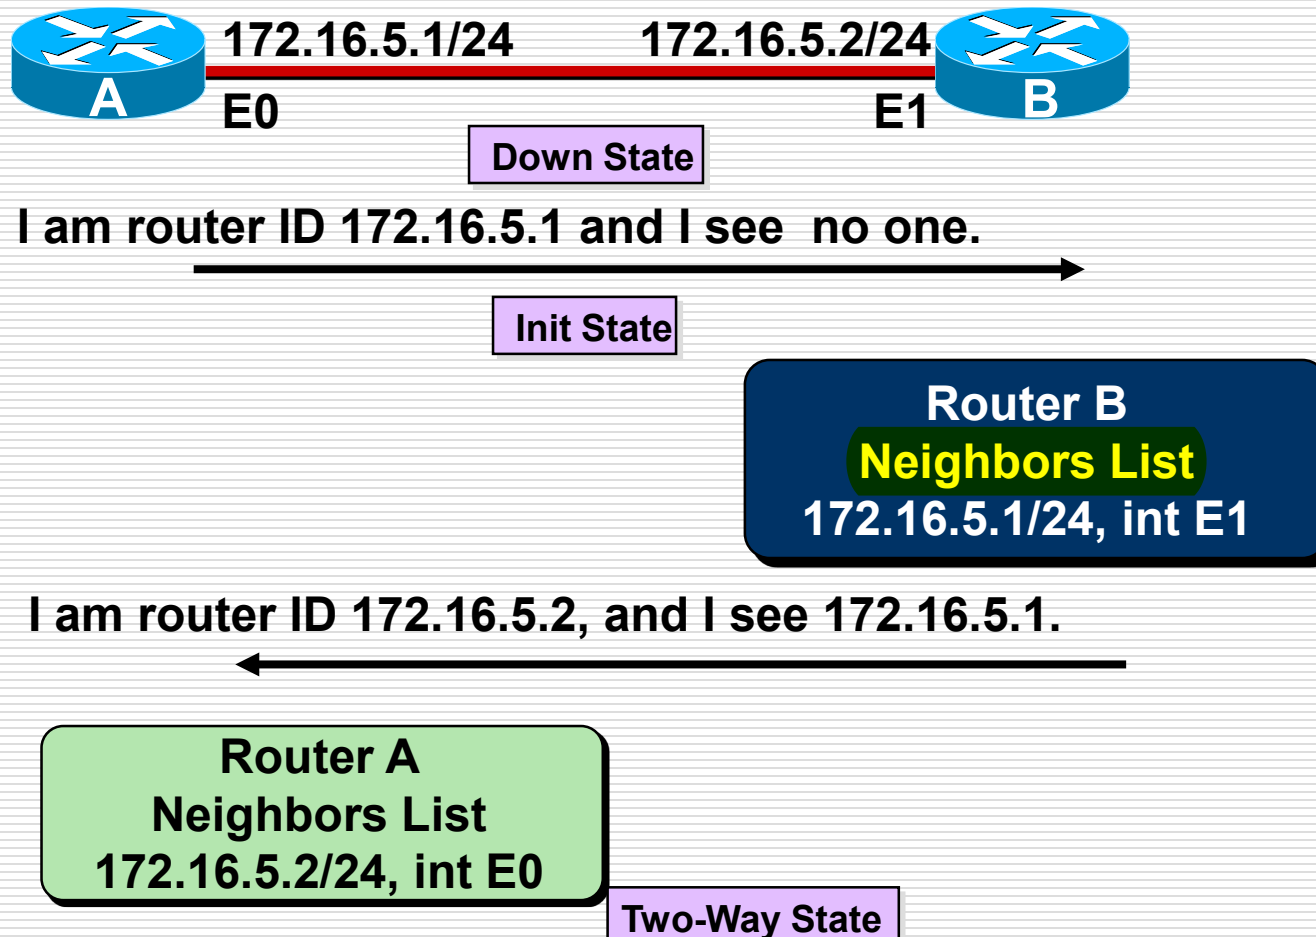 172.16.5.1/24 172.16.5.2/24
A B
E0 E1
Down State
I am router ID 172.16.5.1 and I see no one.
Init State
Router B
Neighbors List
172.16.5.1/24, int E1
I am router ID 172.16.5.2, and I see 172.16.5.1.
Router A
Neighbors List
172.16.5.2/24, int E0
Two-Way State